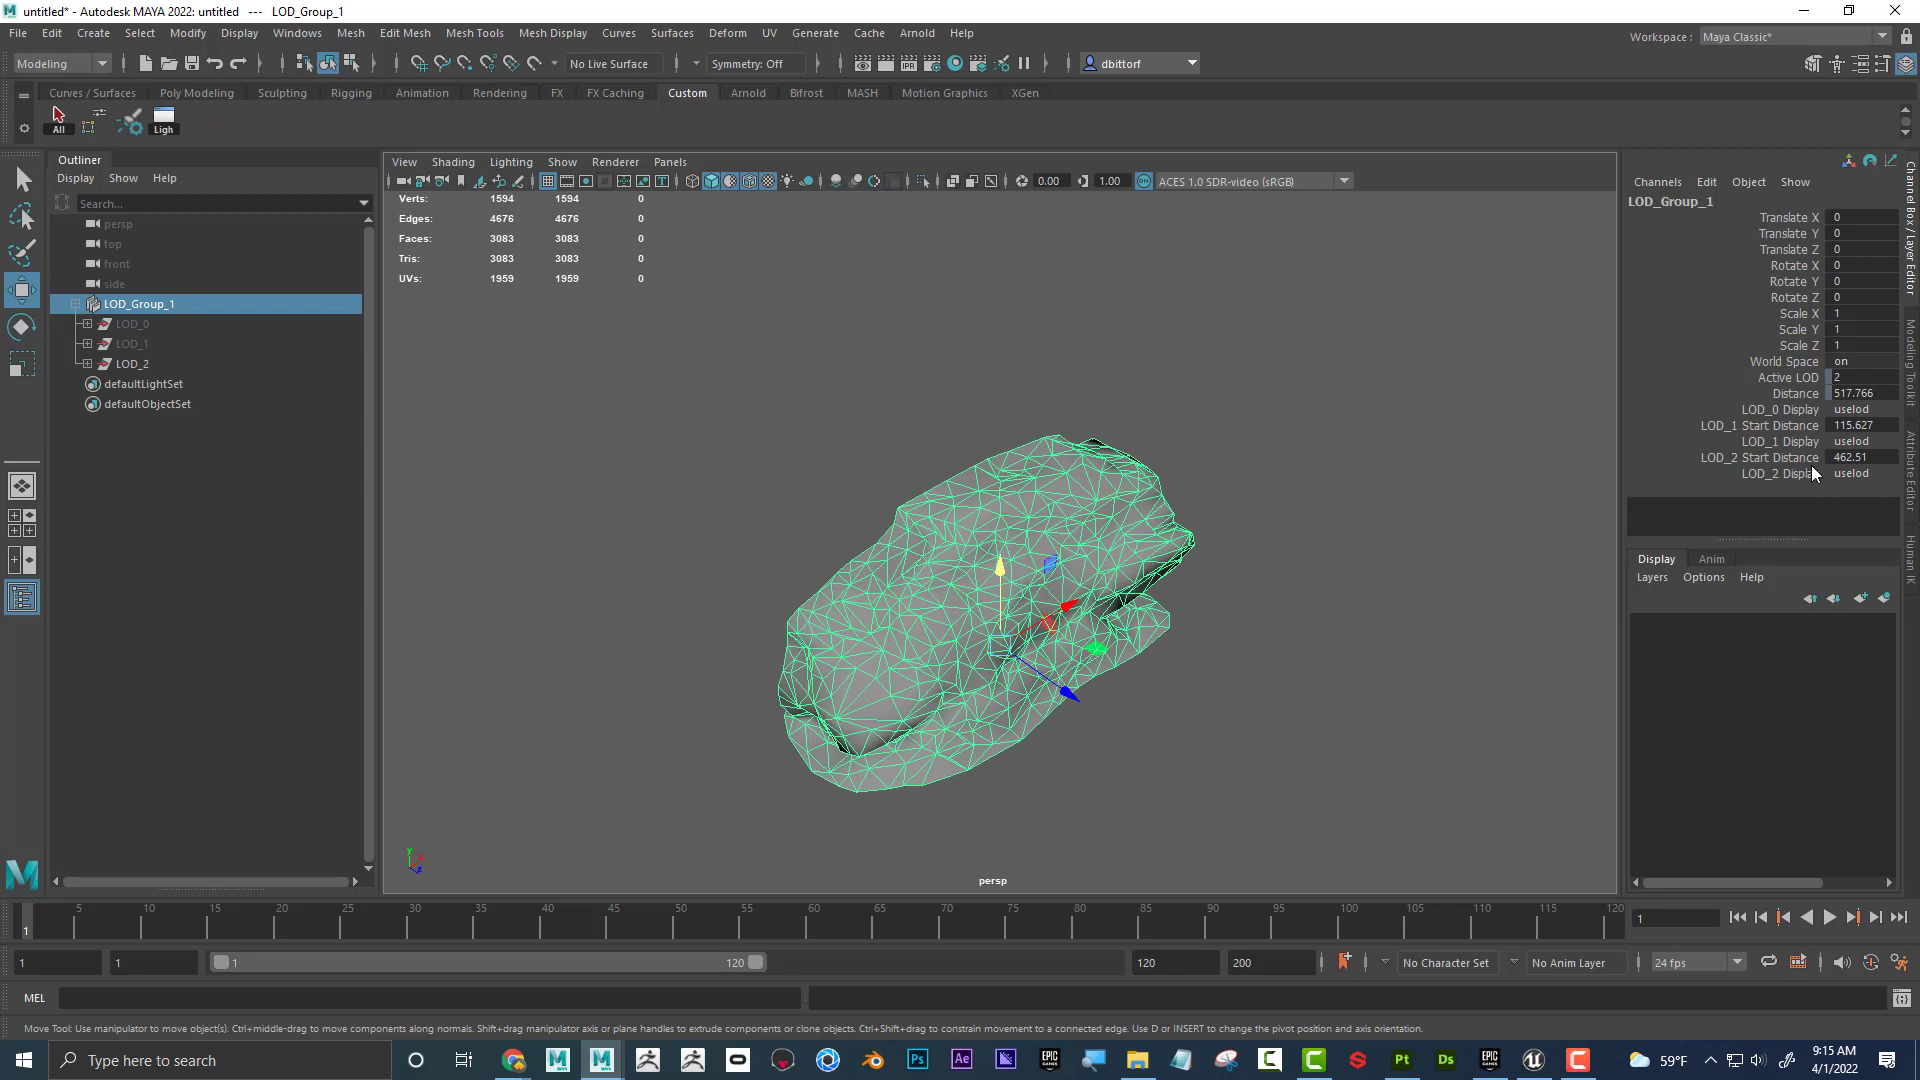 untitled* - Autodesk MAYA 2022: untitled --- LOD_Group_1
File Edit Create Select Modify Display Windows Mesh Edit Mesh Mesh Tools Mesh Display Curves Surfaces Deform UV Generate Cache Arnold Help
Workspace : Maya Classic*
Modeling
No Live Surface
Symmetry: Off
dbittorf
Curves / Surfaces Poly Modeling Sculpting Rigging Animation Rendering FX FX Caching Custom Arnold Bifrost MASH Motion Graphics XGen
All
Ligh
Outliner
Display Show Help
Search...
persp
top
front
side
LOD_Group_1
LOD_0
LOD_1
LOD_2
defaultLightSet
defaultObjectSet
View Shading Lighting Show Renderer Panels
0.00 1.00 ACES 1.0 SDR-video (sRGB)
Verts: 1594 1594 0
Edges: 4676 4676 0
Faces: 3083 3083 0
Tris: 3083 3083 0
UVs: 1959 1959 0
persp
Channels Edit Object Show
LOD_Group_1
Translate X 0
Translate Y 0
Translate Z 0
Rotate X 0
Rotate Y 0
Rotate Z 0
Scale X 1
Scale Y 1
Scale Z 1
World Space on
Active LOD 2
Distance 517.766
LOD_0 Display uselod
LOD_1 Start Distance 115.627
LOD_1 Display uselod
LOD_2 Start Distance 462.51
LOD_2 Display uselod
Channel Box / Layer Editor
Modeling Toolkit
Attribute Editor
Human IK
Display Anim
Layers Options Help
5 10 15 20 25 30 35 40 45 50 55 60 65 70 75 80 85 90 95 100 105 110 115 120
1
1
1 1 1 120 120 200 No Character Set No Anim Layer 24 fps
MEL
Move Tool: Use manipulator to move object(s). Ctrl+middle-drag to move components along normals. Shift+drag manipulator axis or plane handles to extrude components or clone objects. Ctrl+Shift+drag to constrain movement to a connected edge. Use D or INSERT to change the pivot position and axis orientation.
Type here to search
59°F
9:15 AM
4/1/2022